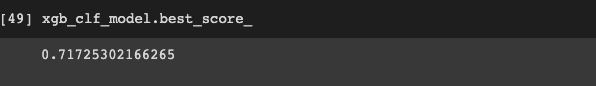 [49] xgb_clf_model.best_score_
0.71725302166265